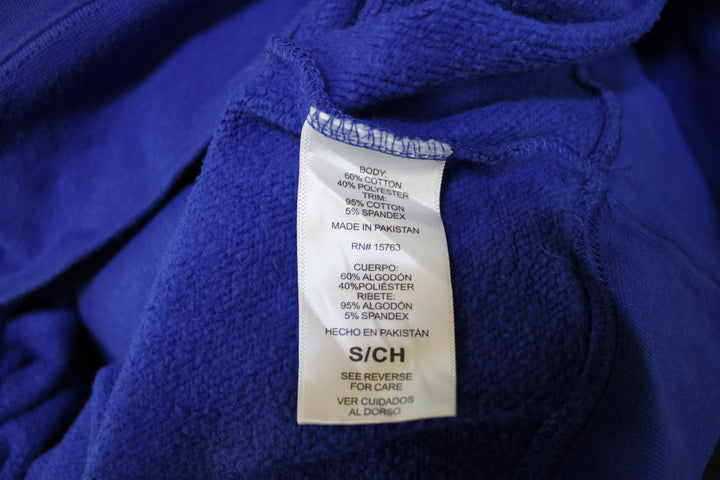 BODY:
60% COTTON
40% POLYESTER
TRIM:
95% COTTON
5% SPANDEX
MADE IN PAKISTAN
RN# 15763
CUERPO:
60% ALGODÓN
40%POLIÉSTER
RIBETE:
95% ALGODÓN
5% SPANDEX
HECHO EN PAKISTÁN
S/CH
SEE REVERSE
FOR CARE
VER CUIDADOS
AL DORSO